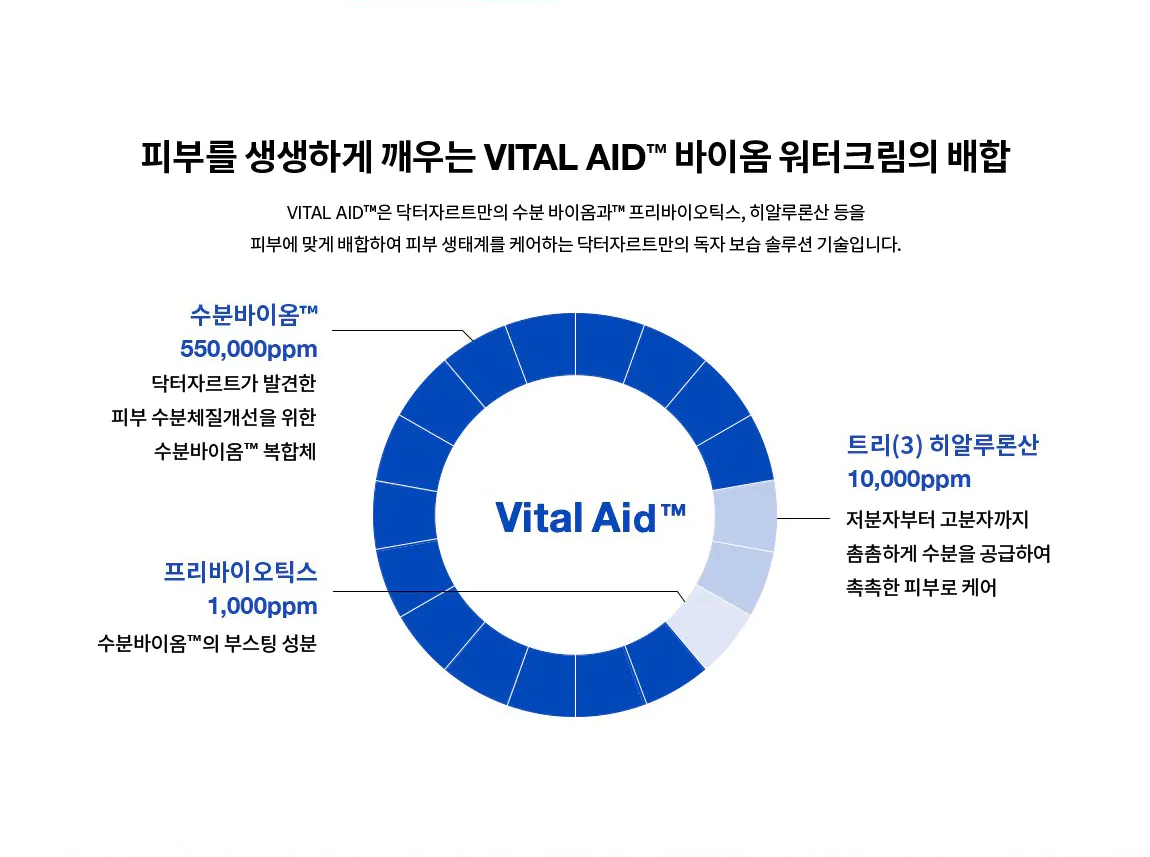 피부를 생생하게 깨우는 VITAL AID™ 바이옴 워터크림의 배합
VITAL AID™은 닥터자르트만의 수분 바이옴과™ 프리바이오틱스, 히알루론산 등을
피부에 맞게 배합하여 피부 생태계를 케어하는 닥터자르트만의 독자 보습 솔루션 기술입니다.
수분바이옴™
550,000ppm
닥터자르트가 발견한
피부 수분체질개선을 위한
수분바이옴™ 복합체
트리(3) 히알루론산
10,000ppm
저분자부터 고분자까지
촘촘하게 수분을 공급하여
촉촉한 피부로 케어
Vital Aid™
프리바이오틱스
1,000ppm
수분바이옴™의 부스팅 성분